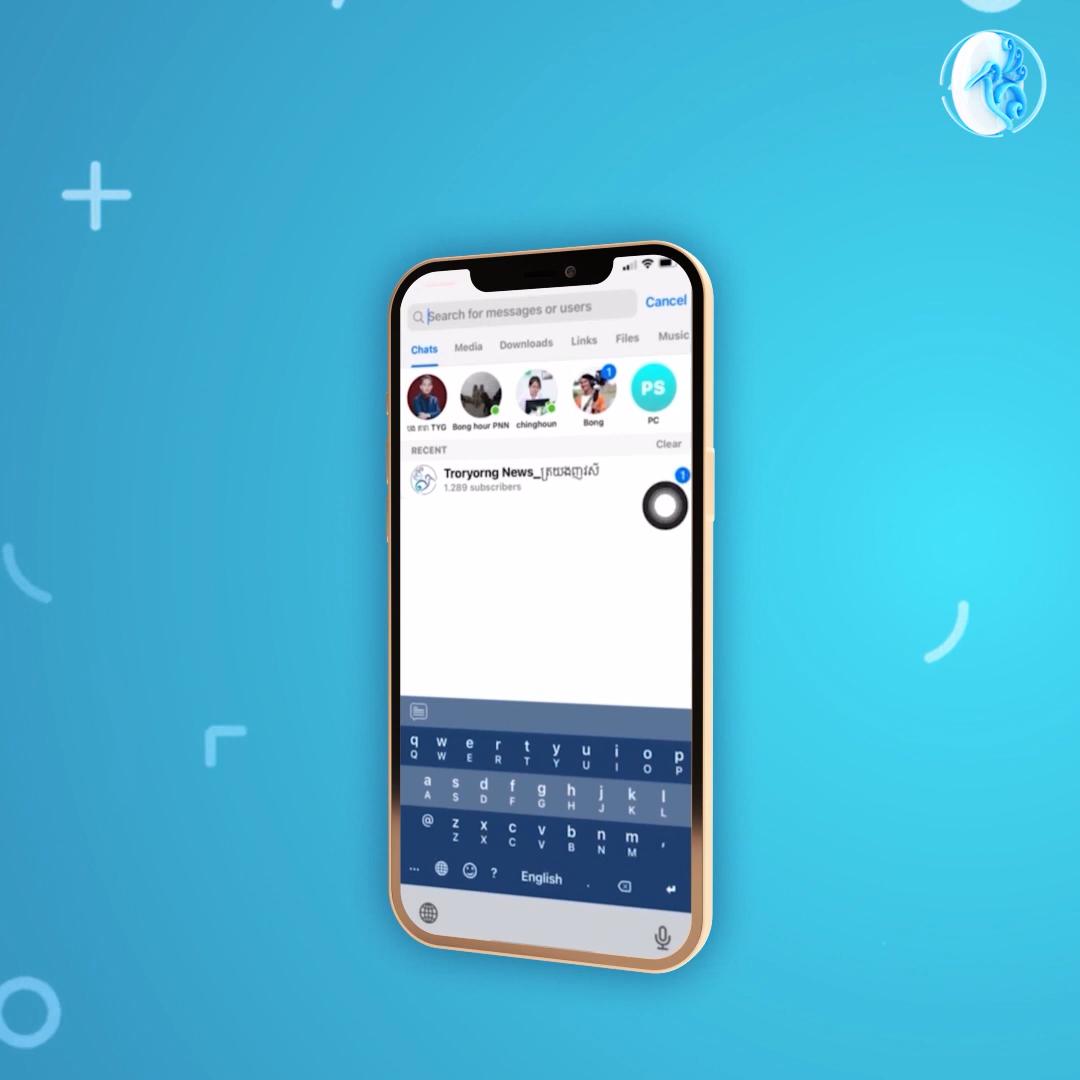 Search for messages or users
Cancel
Chats Media Downloads Links Files Music
1
PS
TYG Bong hour PNN chinghoun Bong PC
RECENT Clear
Troryorng News_ត្រយងញូវស៍
1.289 subscribers
1
q w e r t y u i o p
Q W E R T Y U I O P
a s d f g h j k l
A S D F G H J K L
@ z x c v b n m ,
Z X C V B N M
... ? English .